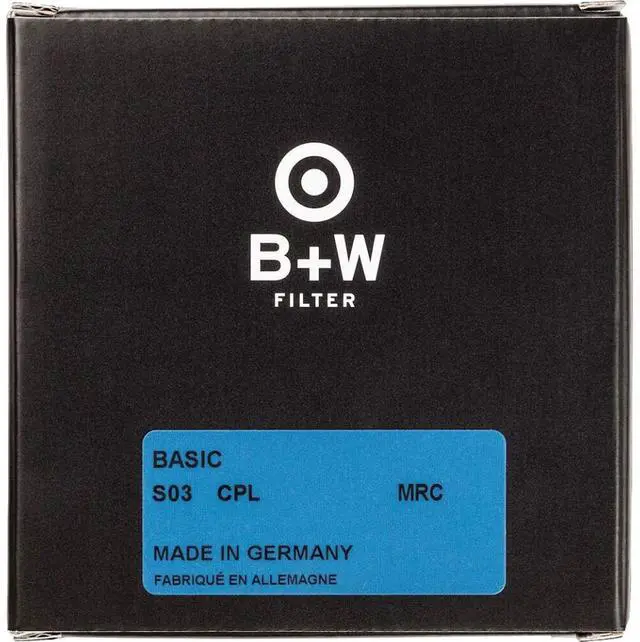 B+W
FILTER
BASIC
S03 CPL MRC
MADE IN GERMANY
FABRIQUÉ EN ALLEMAGNE